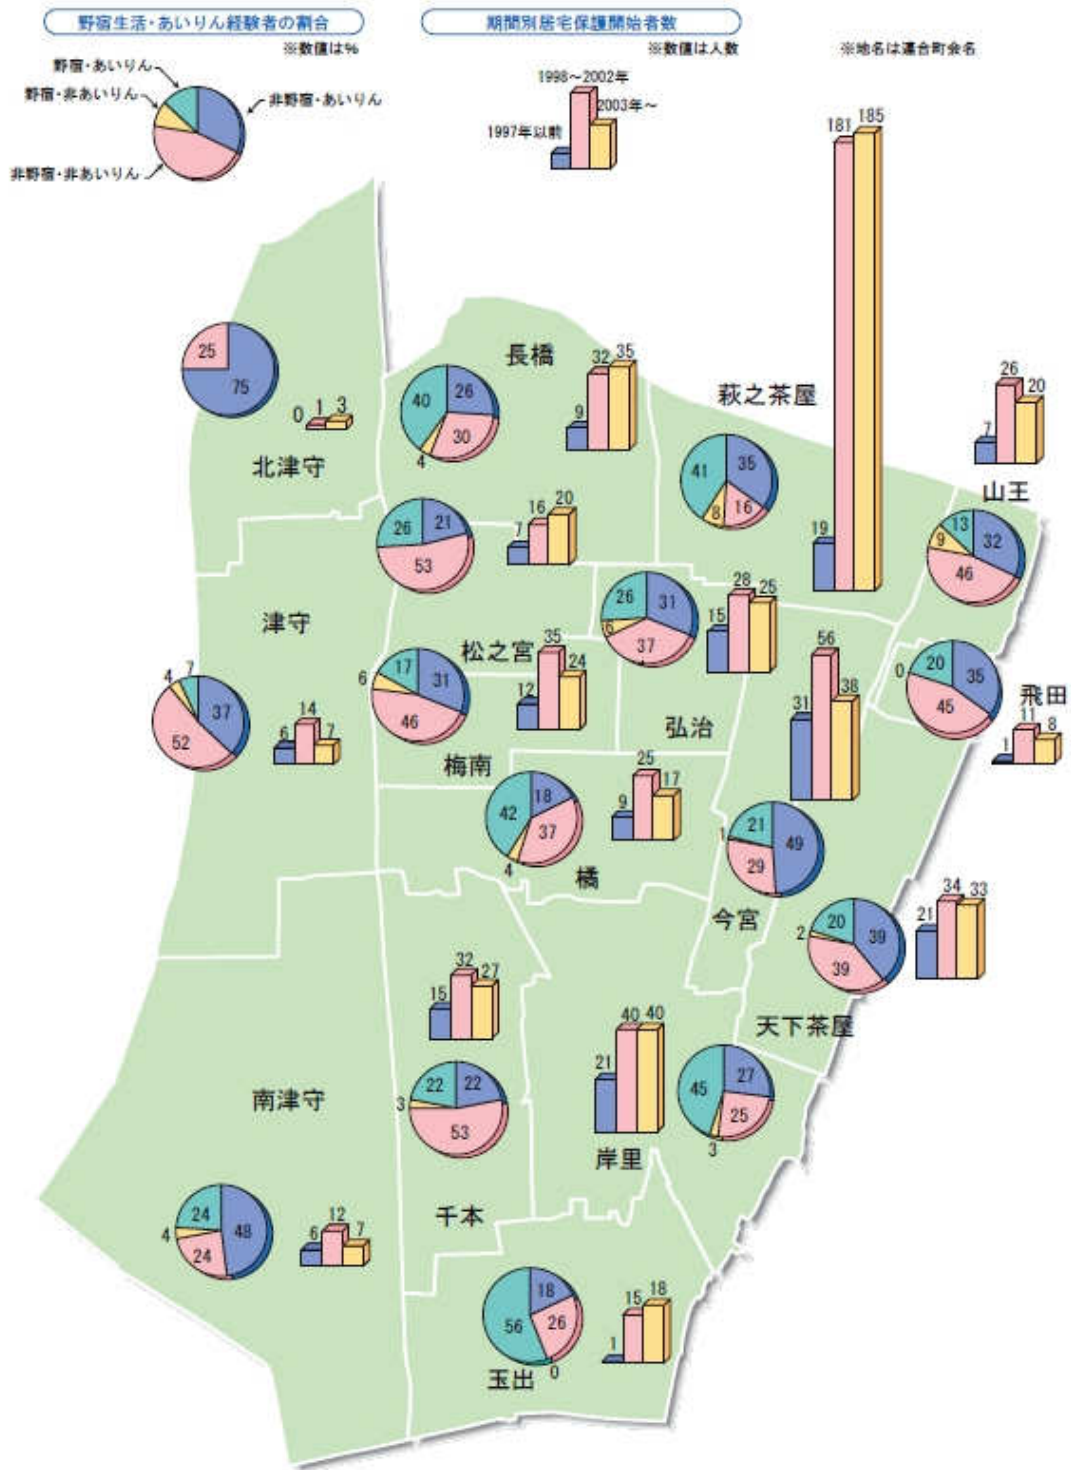 野宿生活・あいりん経験者の割合
※数値は%
野宿・あいりん
野宿・非あいりん
非野宿・あいりん
非野宿・非あいりん
期間別居宅保護開始者数
※数値は人数
1998～2002年
2003年～
1997年以前
※地名は連合町会名
181 185
19
萩之茶屋
41 35
8 16
長橋
9 32 35
40 26
4 30
25
75
0 1 3
北津守
7 26 20
山王
13 32
9 46
26 21
53
7 16 20
津守
松之宮
26 31
6 37
15 28 25
弘治
12 35 24
6 17 31
46
梅南
4 7 37
52
6 14 7
31 56 38
0 20 35
45
飛田
1 11 8
9 25 17
42 18
4 37
橘
1 21 49
29
今宮
2 20 39
39
21 34 33
天下茶屋
15 32 27
22 22
3 53
千本
21 40 40
岸里
45 27
3 25
南津守
24 48
4 24
6 12 7
56 18
26
0
1 15 18
玉出